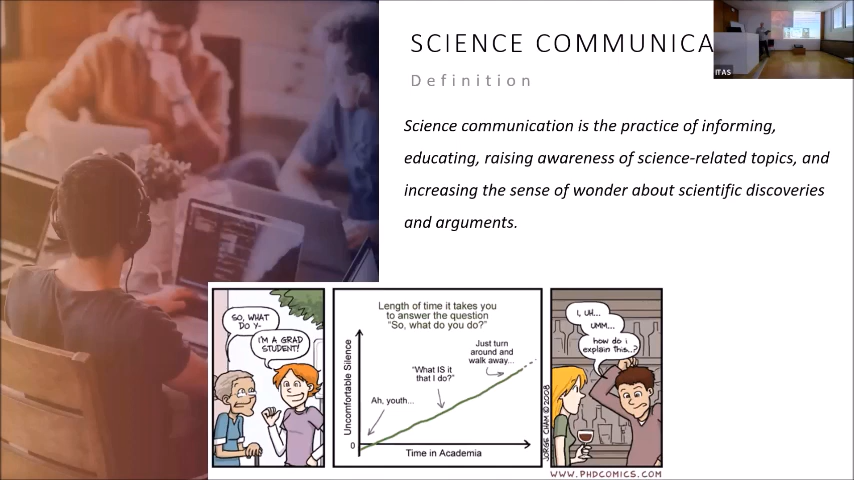 SCIENCE COMMUNICA
ITAS
Definition
Science communication is the practice of informing,
educating, raising awareness of science-related topics, and
increasing the sense of wonder about scientific discoveries
and arguments.
SO, WHAT
DO Y-
I'M A GRAD
STUDENT!
Length of time it takes you
to answer the question
"So, what do you do?"
Uncomfortable Silence
0
Ah, youth...
"What IS it
that I do?"
Just turn
around and
walk away...
Time in Academia
JORGE CHAM © 2008
I, UH...
UMM...
how do i
explain this..?
WWW.PHDCOMICS.COM